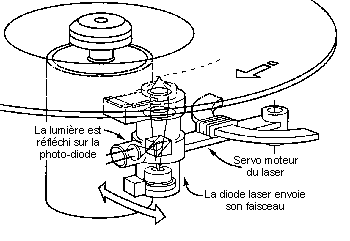 La lumière est
réfléchi sur la
photo-diode
Servo moteur
du laser
La diode laser envoie
son faisceau